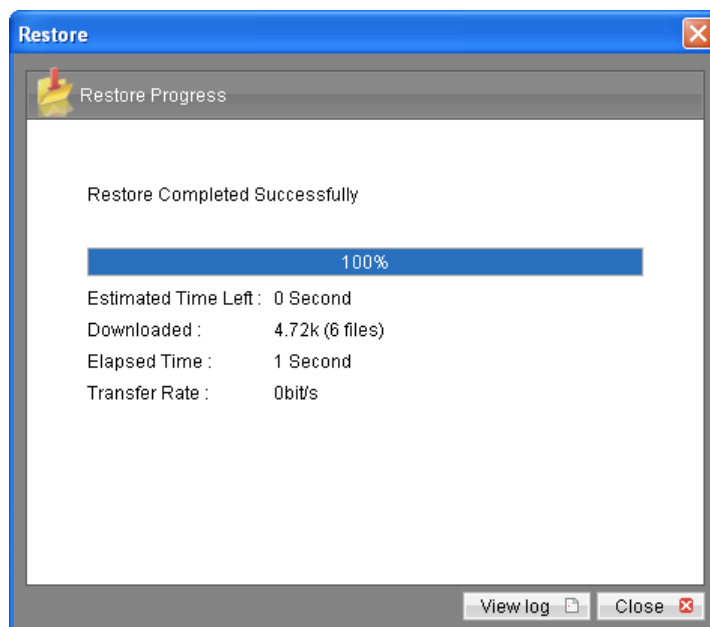 Restore
Restore Progress
Restore Completed Successfully
100%
Estimated Time Left : 0 Second
Downloaded : 4.72k (6 files)
Elapsed Time : 1 Second
Transfer Rate : 0bit/s
View log Close